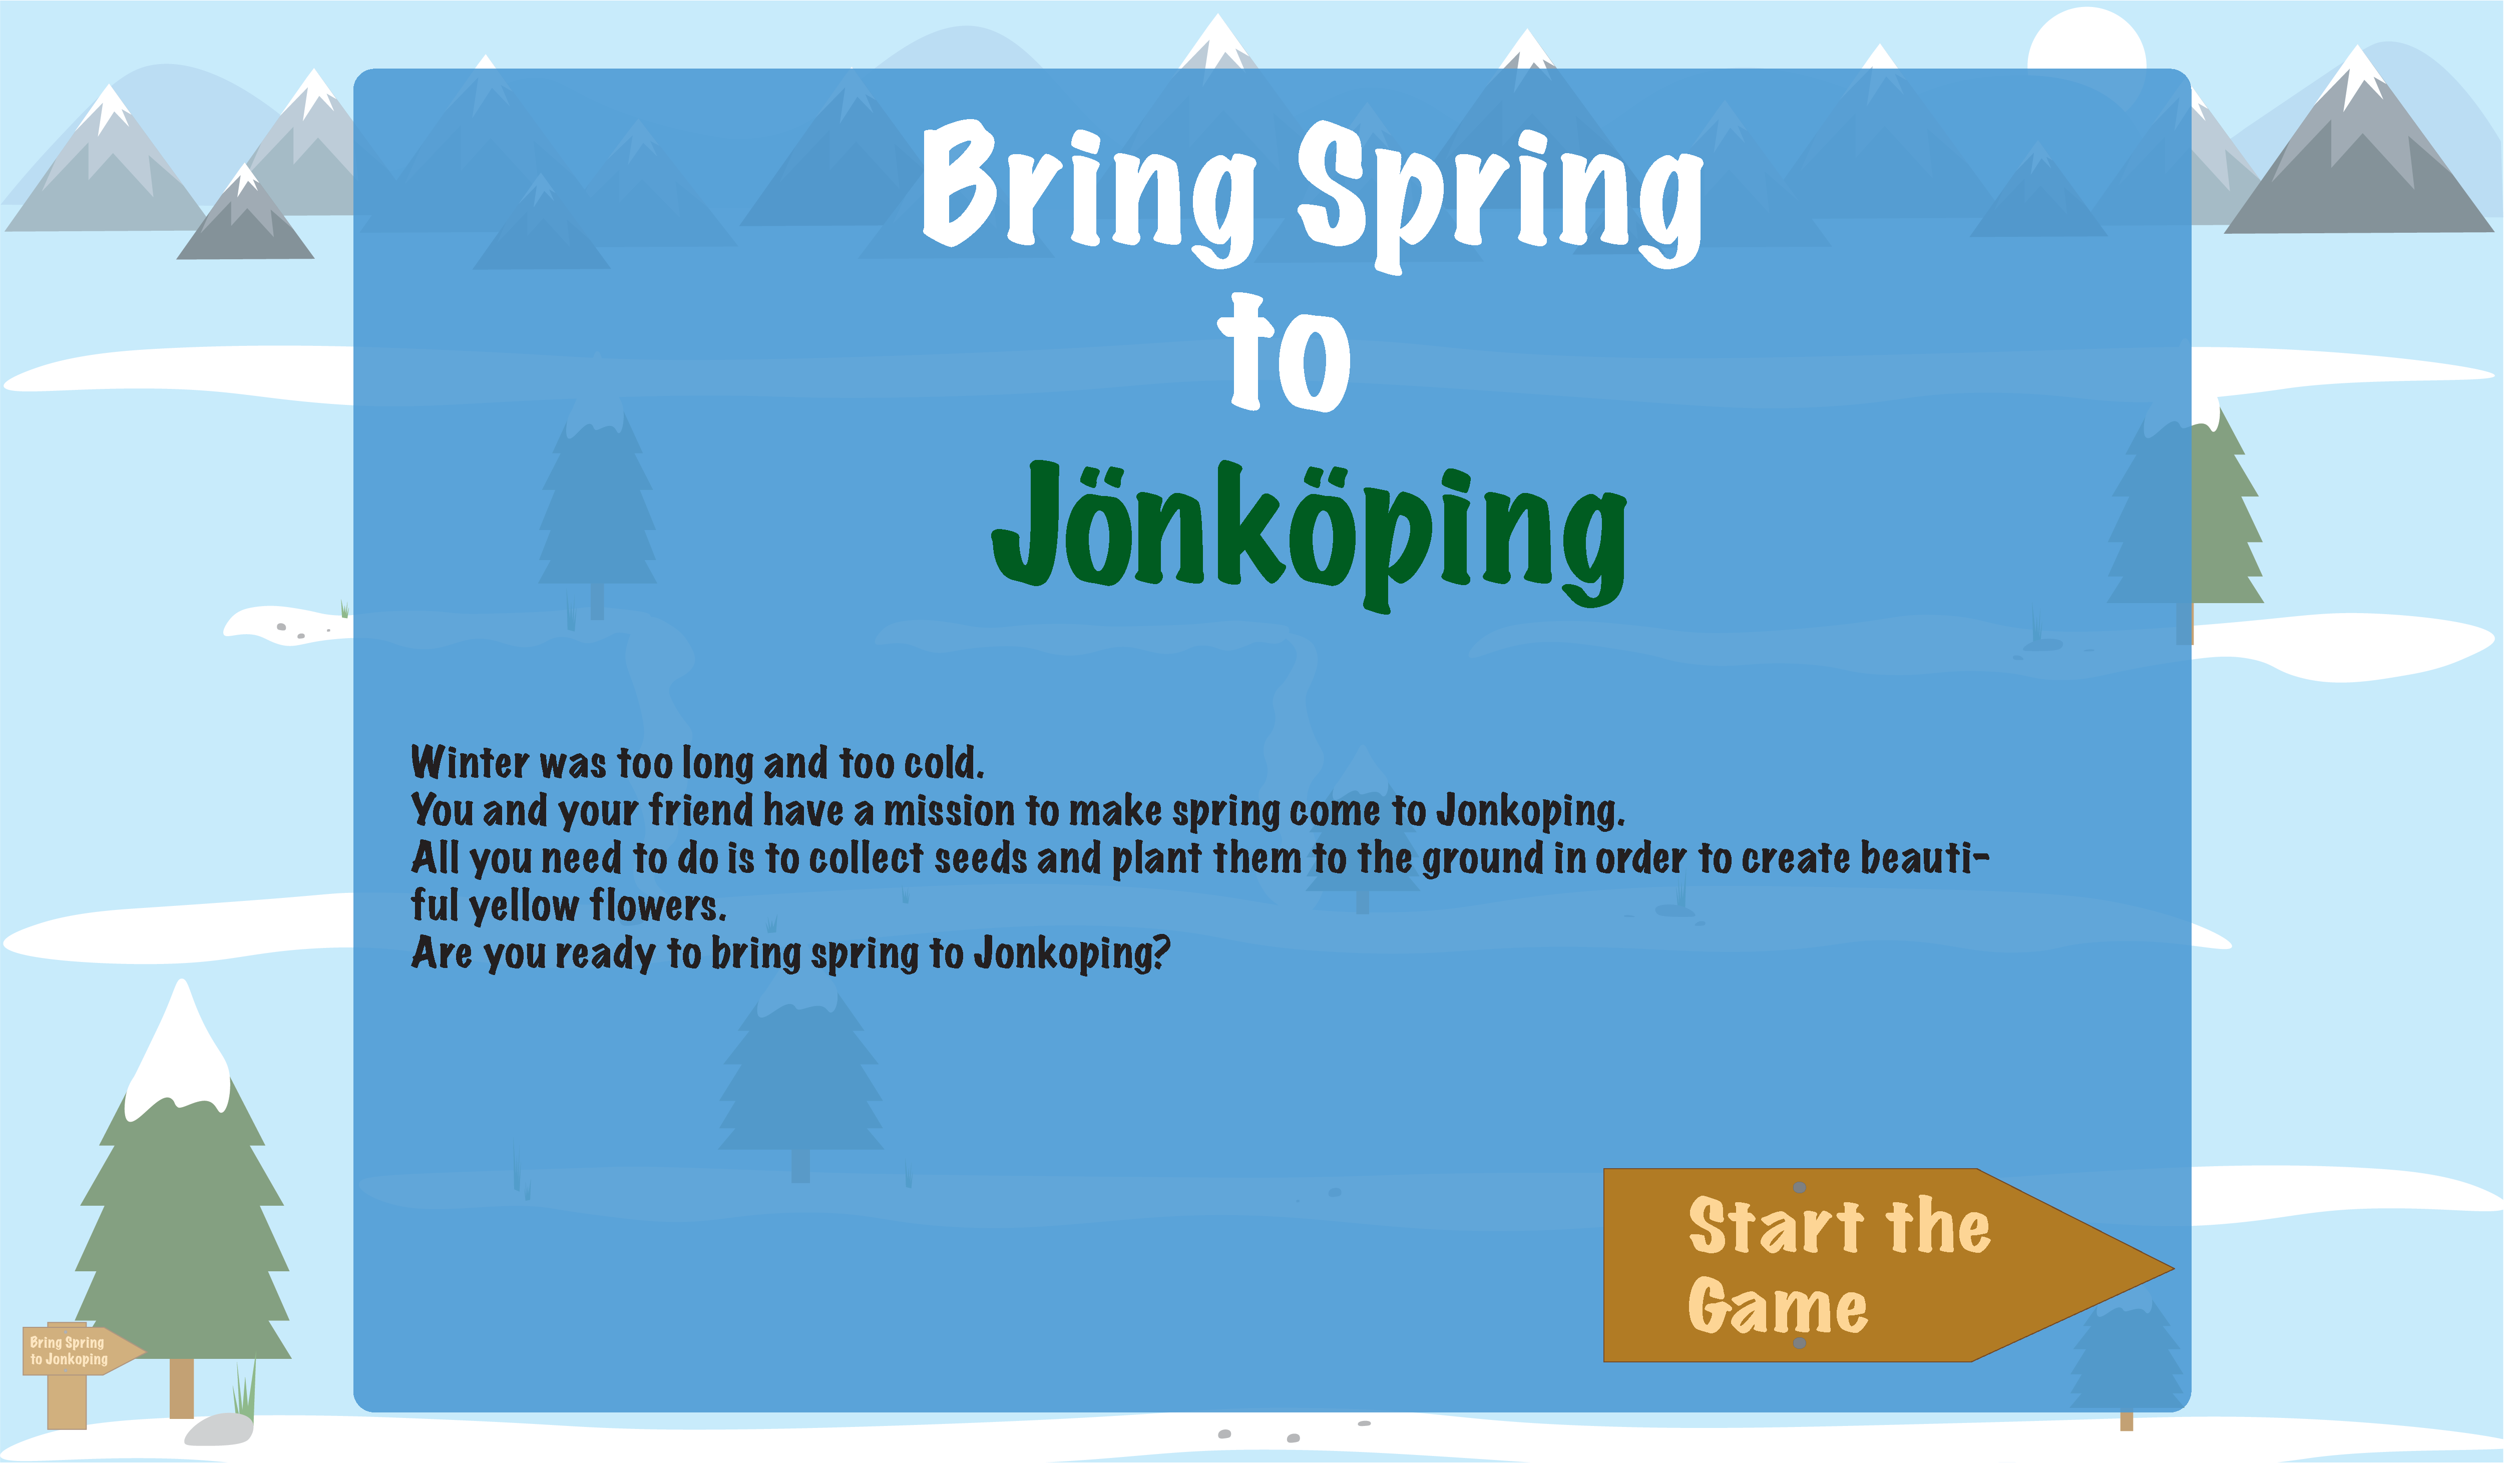 Bring Spring
to
Jönköping
Winter was too long and too cold.
You and your friend have a mission to make spring come to Jonkoping.
All you need to do is to collect seeds and plant them to the ground in order to create beauti-
ful yellow flowers.
Are you ready to bring spring to Jonkoping?
Start the
Game
Bring Spring
to Jonkoping